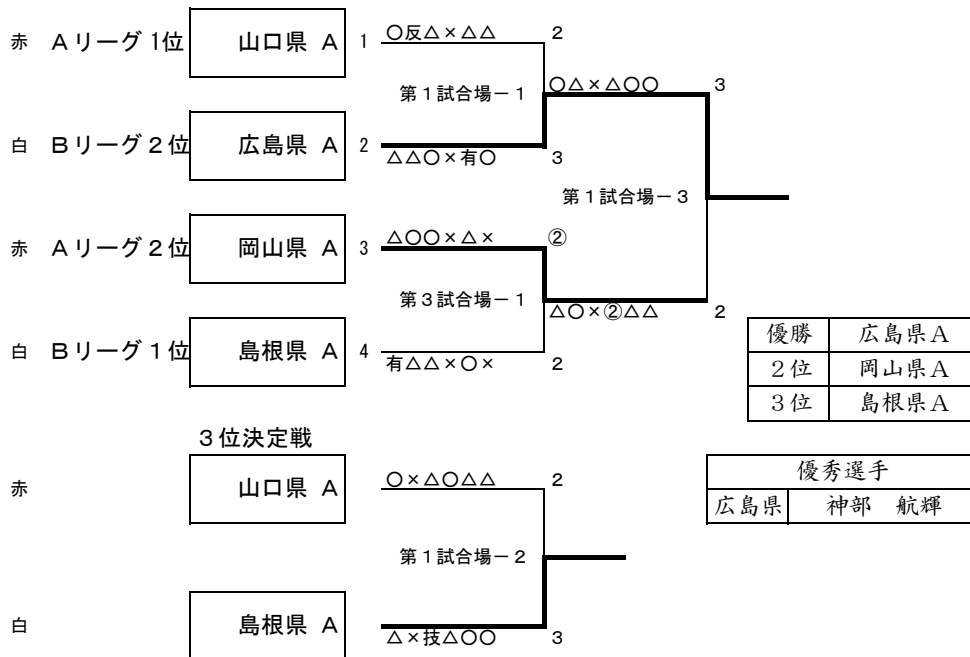 赤 Aリーグ1位 山口県 A 1 〇反△×△△ 2
第1試合場－1 〇△×△〇〇 3
白 Bリーグ2位 広島県 A 2 △△〇×有〇 3
第1試合場－3
赤 Aリーグ2位 岡山県 A 3 △〇〇×△× ②
第3試合場－1 △〇×②△△ 2
白 Bリーグ1位 島根県 A 4 有△△×〇× 2
優勝 広島県A
2位 岡山県A
3位 島根県A
3位決定戦
赤 山口県 A 〇×△〇△△ 2
第1試合場－2
白 島根県 A △×技△〇〇 3
優秀選手
広島県 神部 航輝